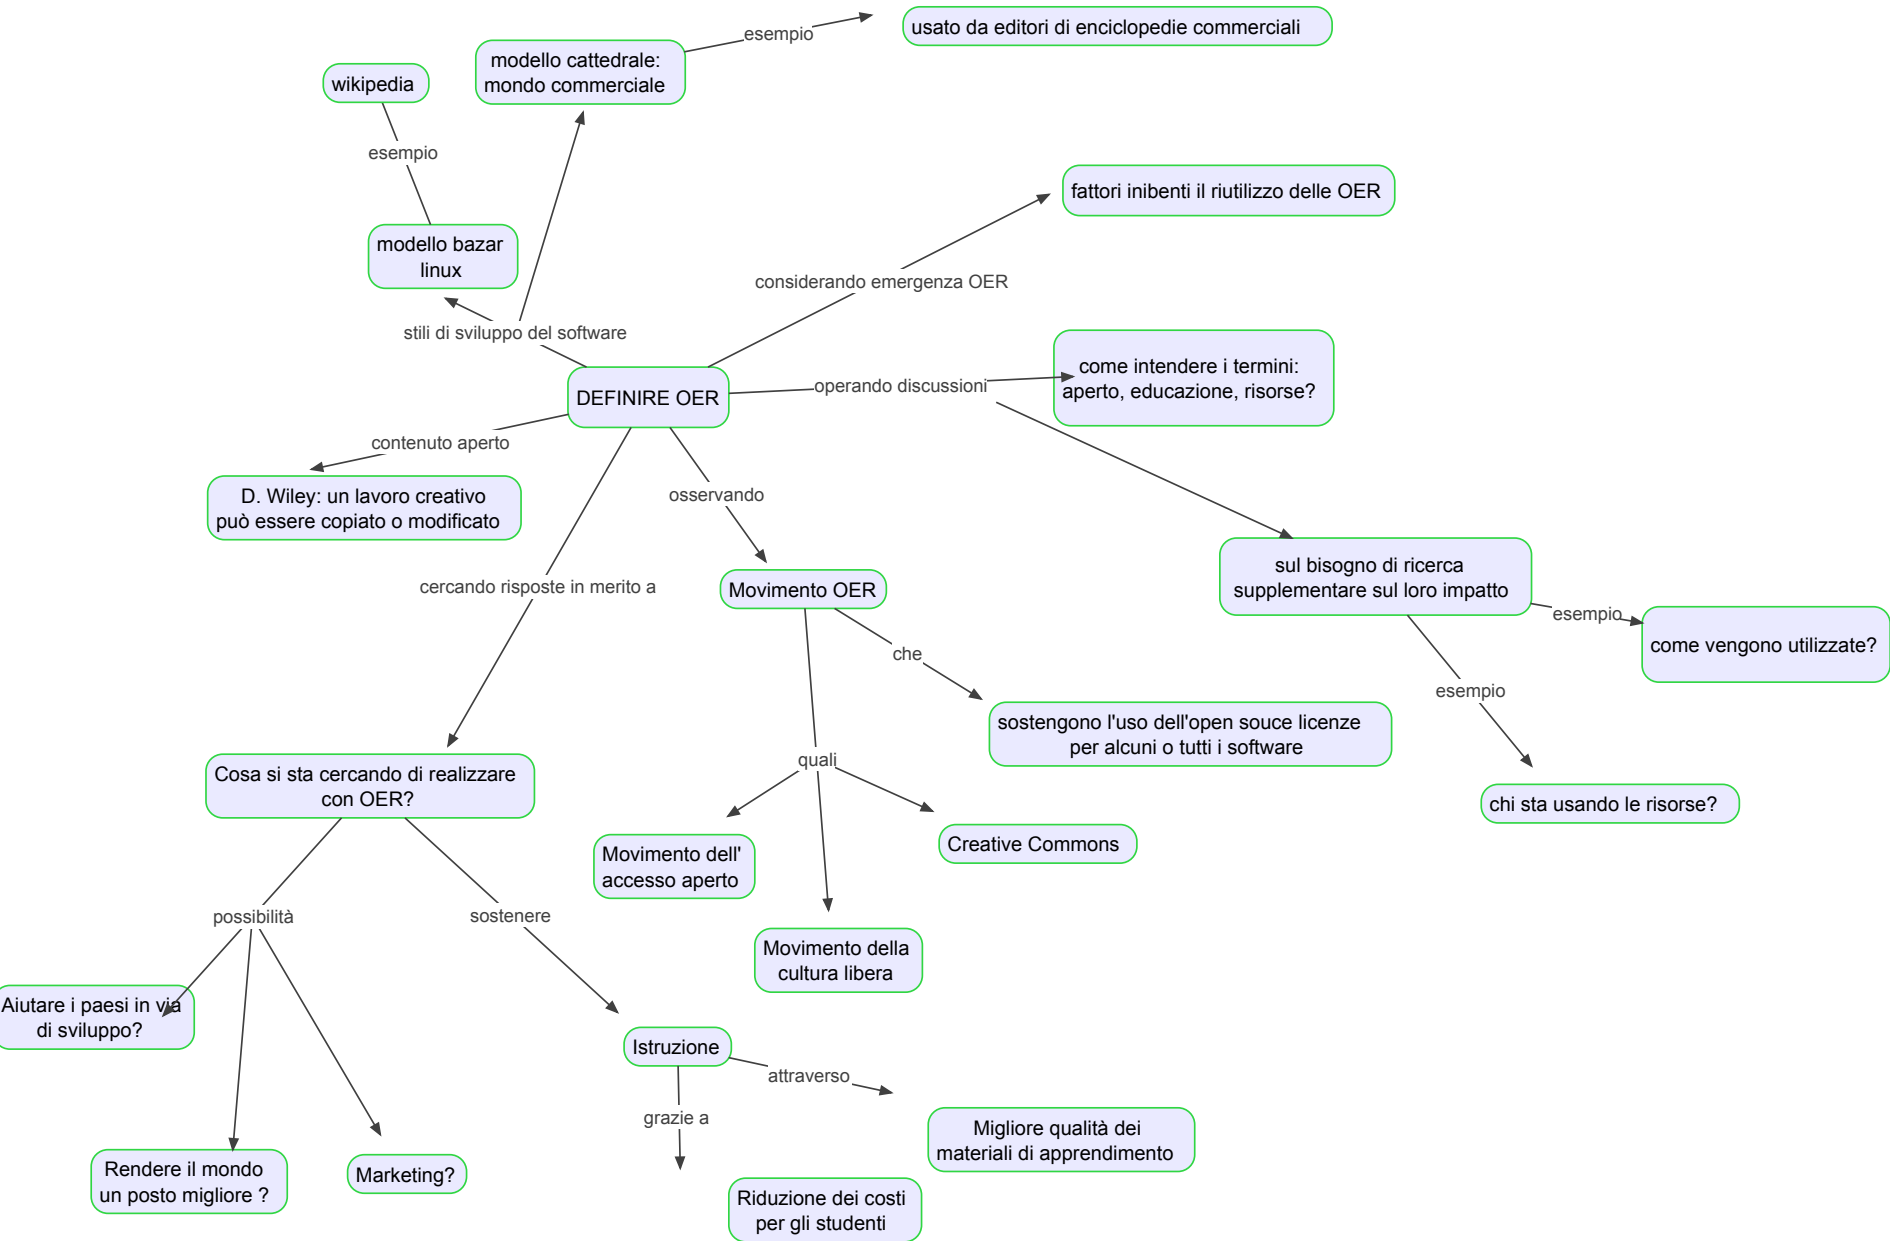 usato da editori di enciclopedie commerciali
esempio
modello cattedrale:
mondo commerciale
wikipedia
esempio
fattori inibenti il riutilizzo delle OER
modello bazar
linux
considerando emergenza OER
stili di sviluppo del software
come intendere i termini:
aperto, educazione, risorse?
operando discussioni
DEFINIRE OER
contenuto aperto
D. Wiley: un lavoro creativo
può essere copiato o modificato
osservando
cercando risposte in merito a
Movimento OER
sul bisogno di ricerca
supplementare sul loro impatto
esempio
come vengono utilizzate?
che
esempio
sostengono l'uso dell'open souce licenze
per alcuni o tutti i software
quali
Cosa si sta cercando di realizzare
con OER?
chi sta usando le risorse?
Creative Commons
Movimento dell'
accesso aperto
possibilità
sostenere
Movimento della
cultura libera
Aiutare i paesi in via
di sviluppo?
Istruzione
attraverso
grazie a
Migliore qualità dei
materiali di apprendimento
Rendere il mondo
un posto migliore ?
Marketing?
Riduzione dei costi
per gli studenti